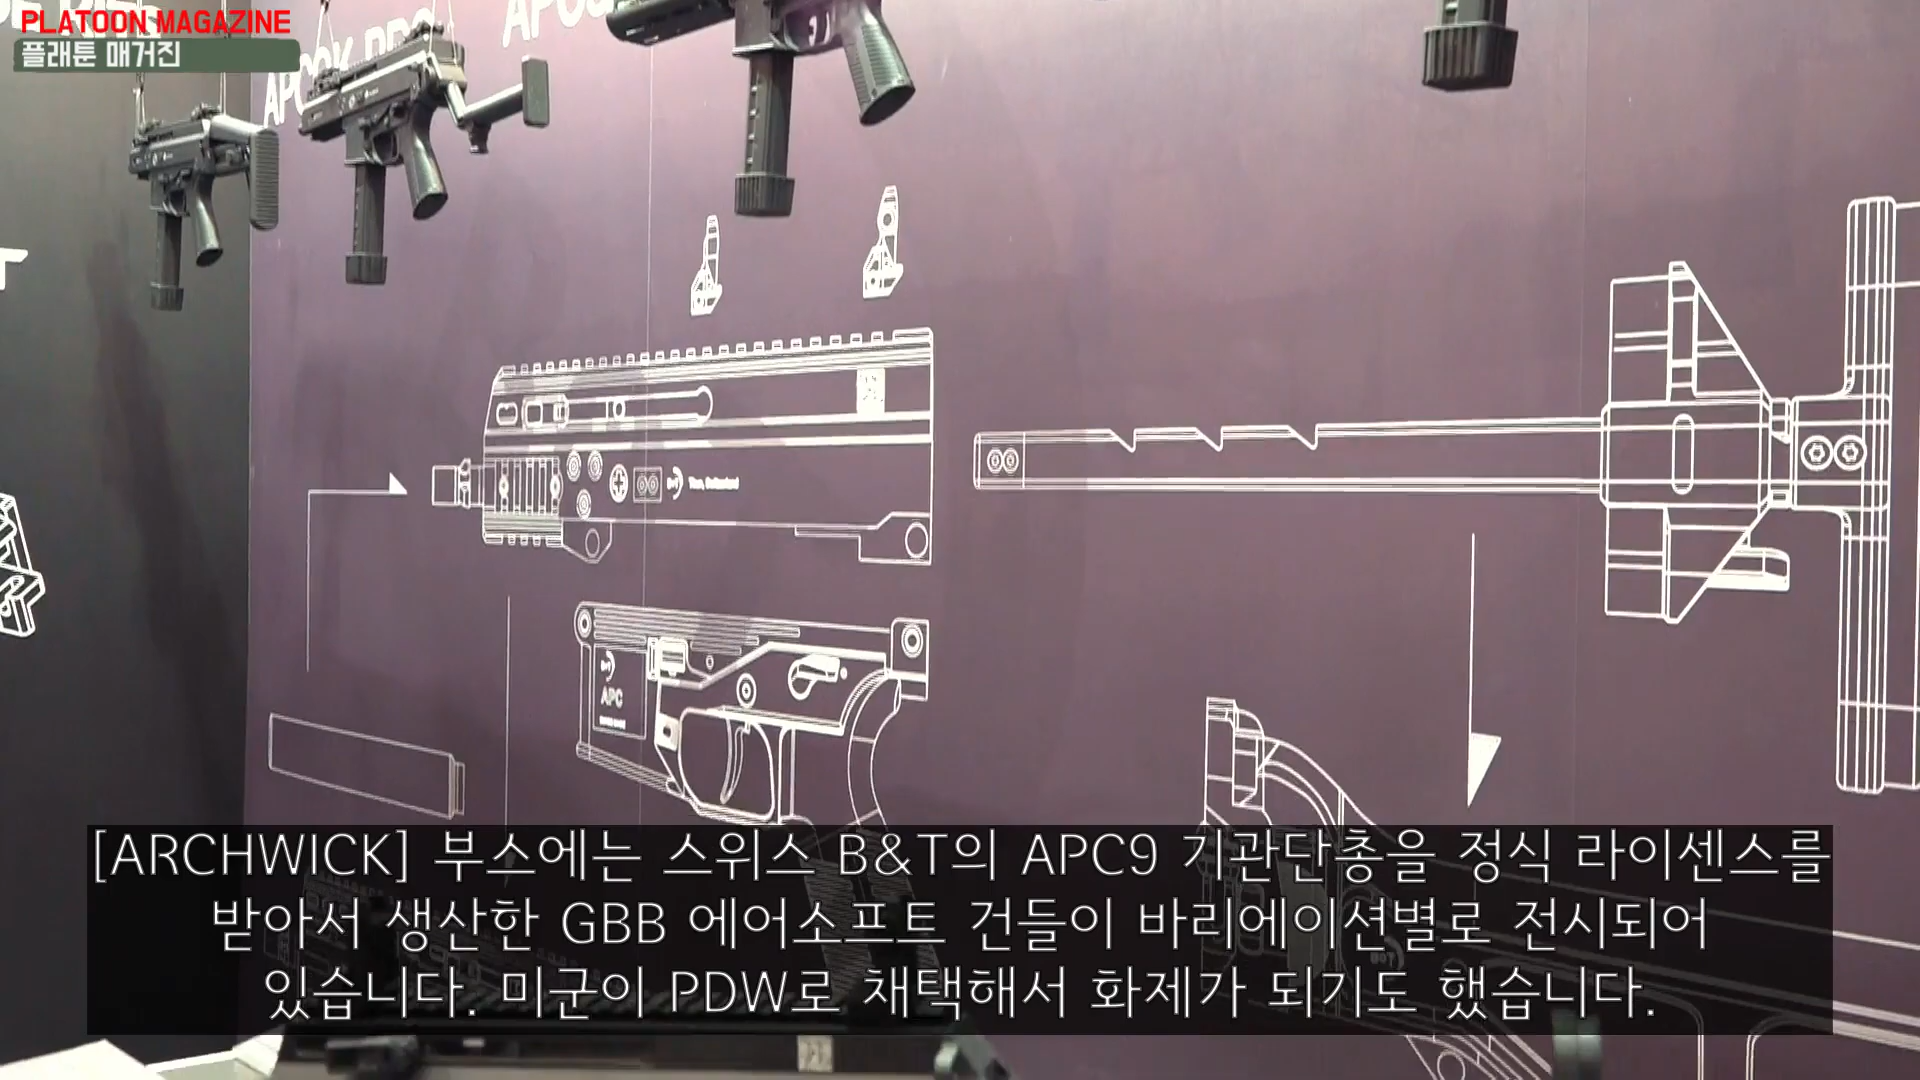 PLATOON MAGAZINE
플래툰 매거진
B+T
APC
[ARCHWICK] 부스에는 스위스 B&T의 APC9 기관단총을 정식 라이센스를
받아서 생산한 GBB 에어소프트 건들이 바리에이션별로 전시되어
있습니다. 미군이 PDW로 채택해서 화제가 되기도 했습니다.